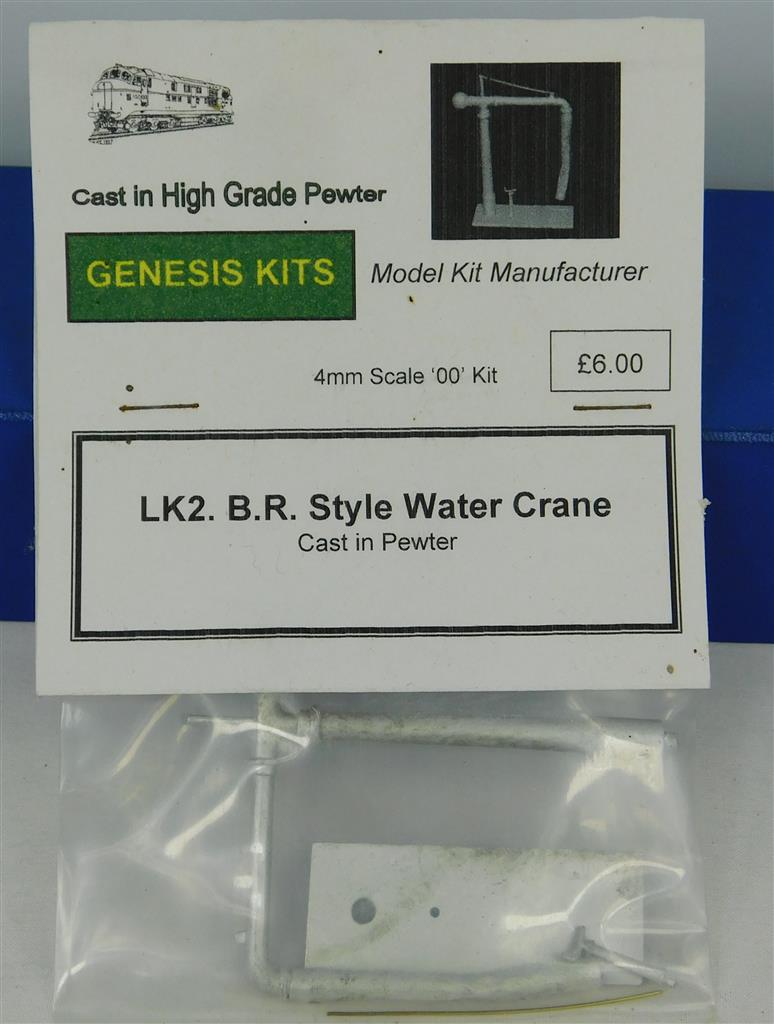 Cast in High Grade Pewter
GENESIS KITS
Model Kit Manufacturer
4mm Scale ‘00’ Kit
£6.00
LK2. B.R. Style Water Crane
Cast in Pewter